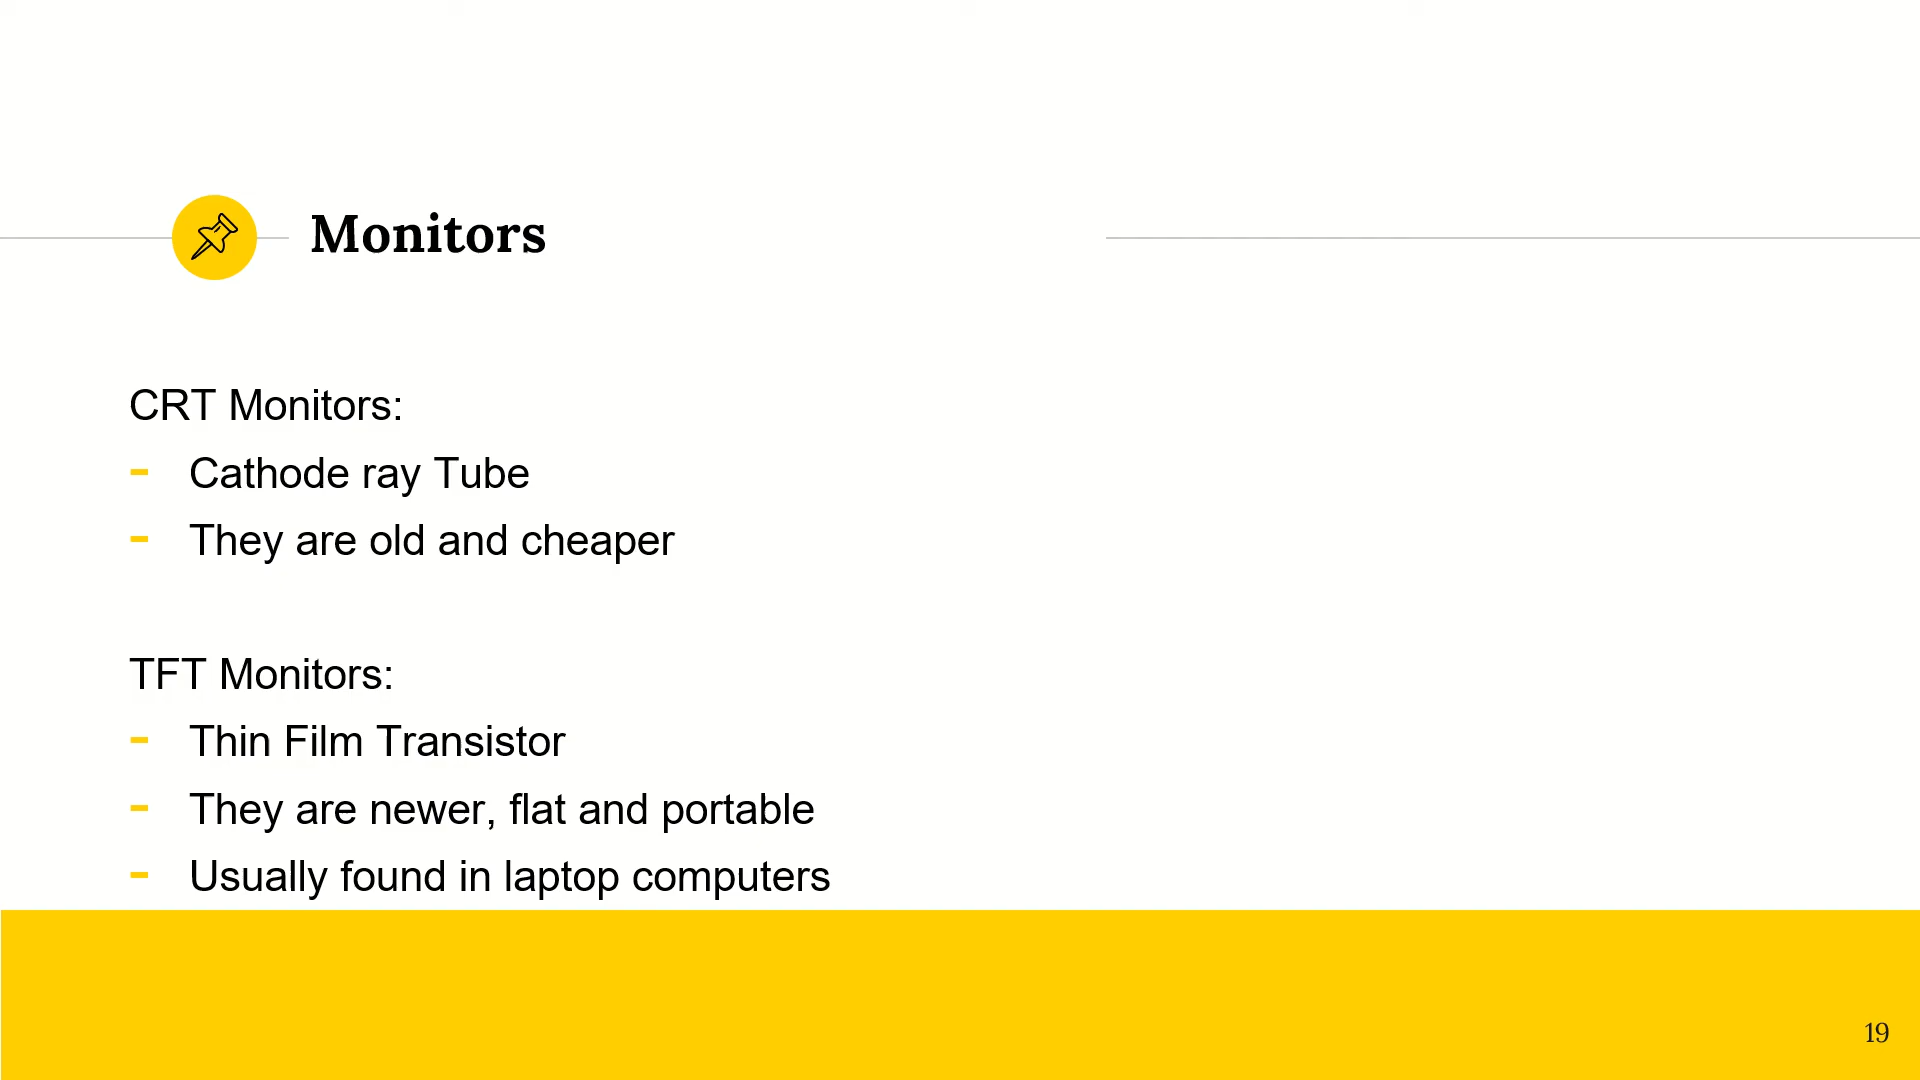 Monitors
CRT Monitors:
- Cathode ray Tube
- They are old and cheaper
TFT Monitors:
- Thin Film Transistor
- They are newer, flat and portable
- Usually found in laptop computers
19